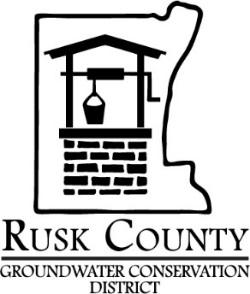 RUSK COUNTY
GROUNDWATER CONSERVATION
DISTRICT